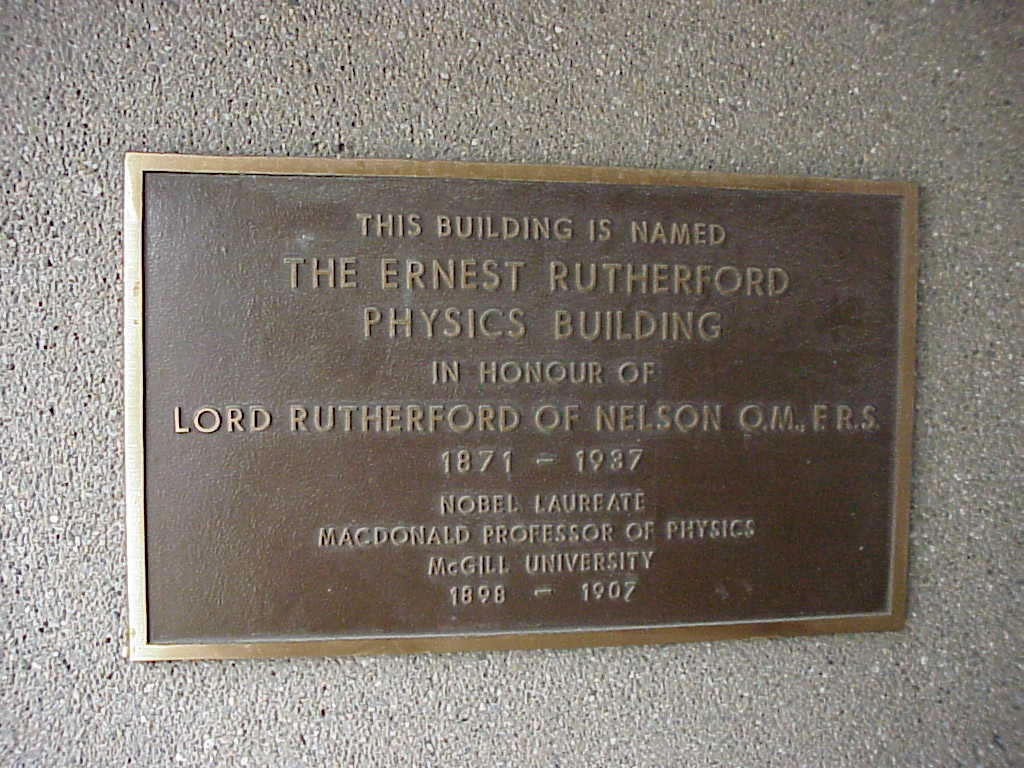 THIS BUILDING IS NAMED
THE ERNEST RUTHERFORD
PHYSICS BUILDING
IN HONOUR OF
LORD RUTHERFORD OF NELSON O.M., F.R.S.
1871 - 1937
NOBEL LAUREATE
MACDONALD PROFESSOR OF PHYSICS
McGILL UNIVERSITY
1898 - 1907